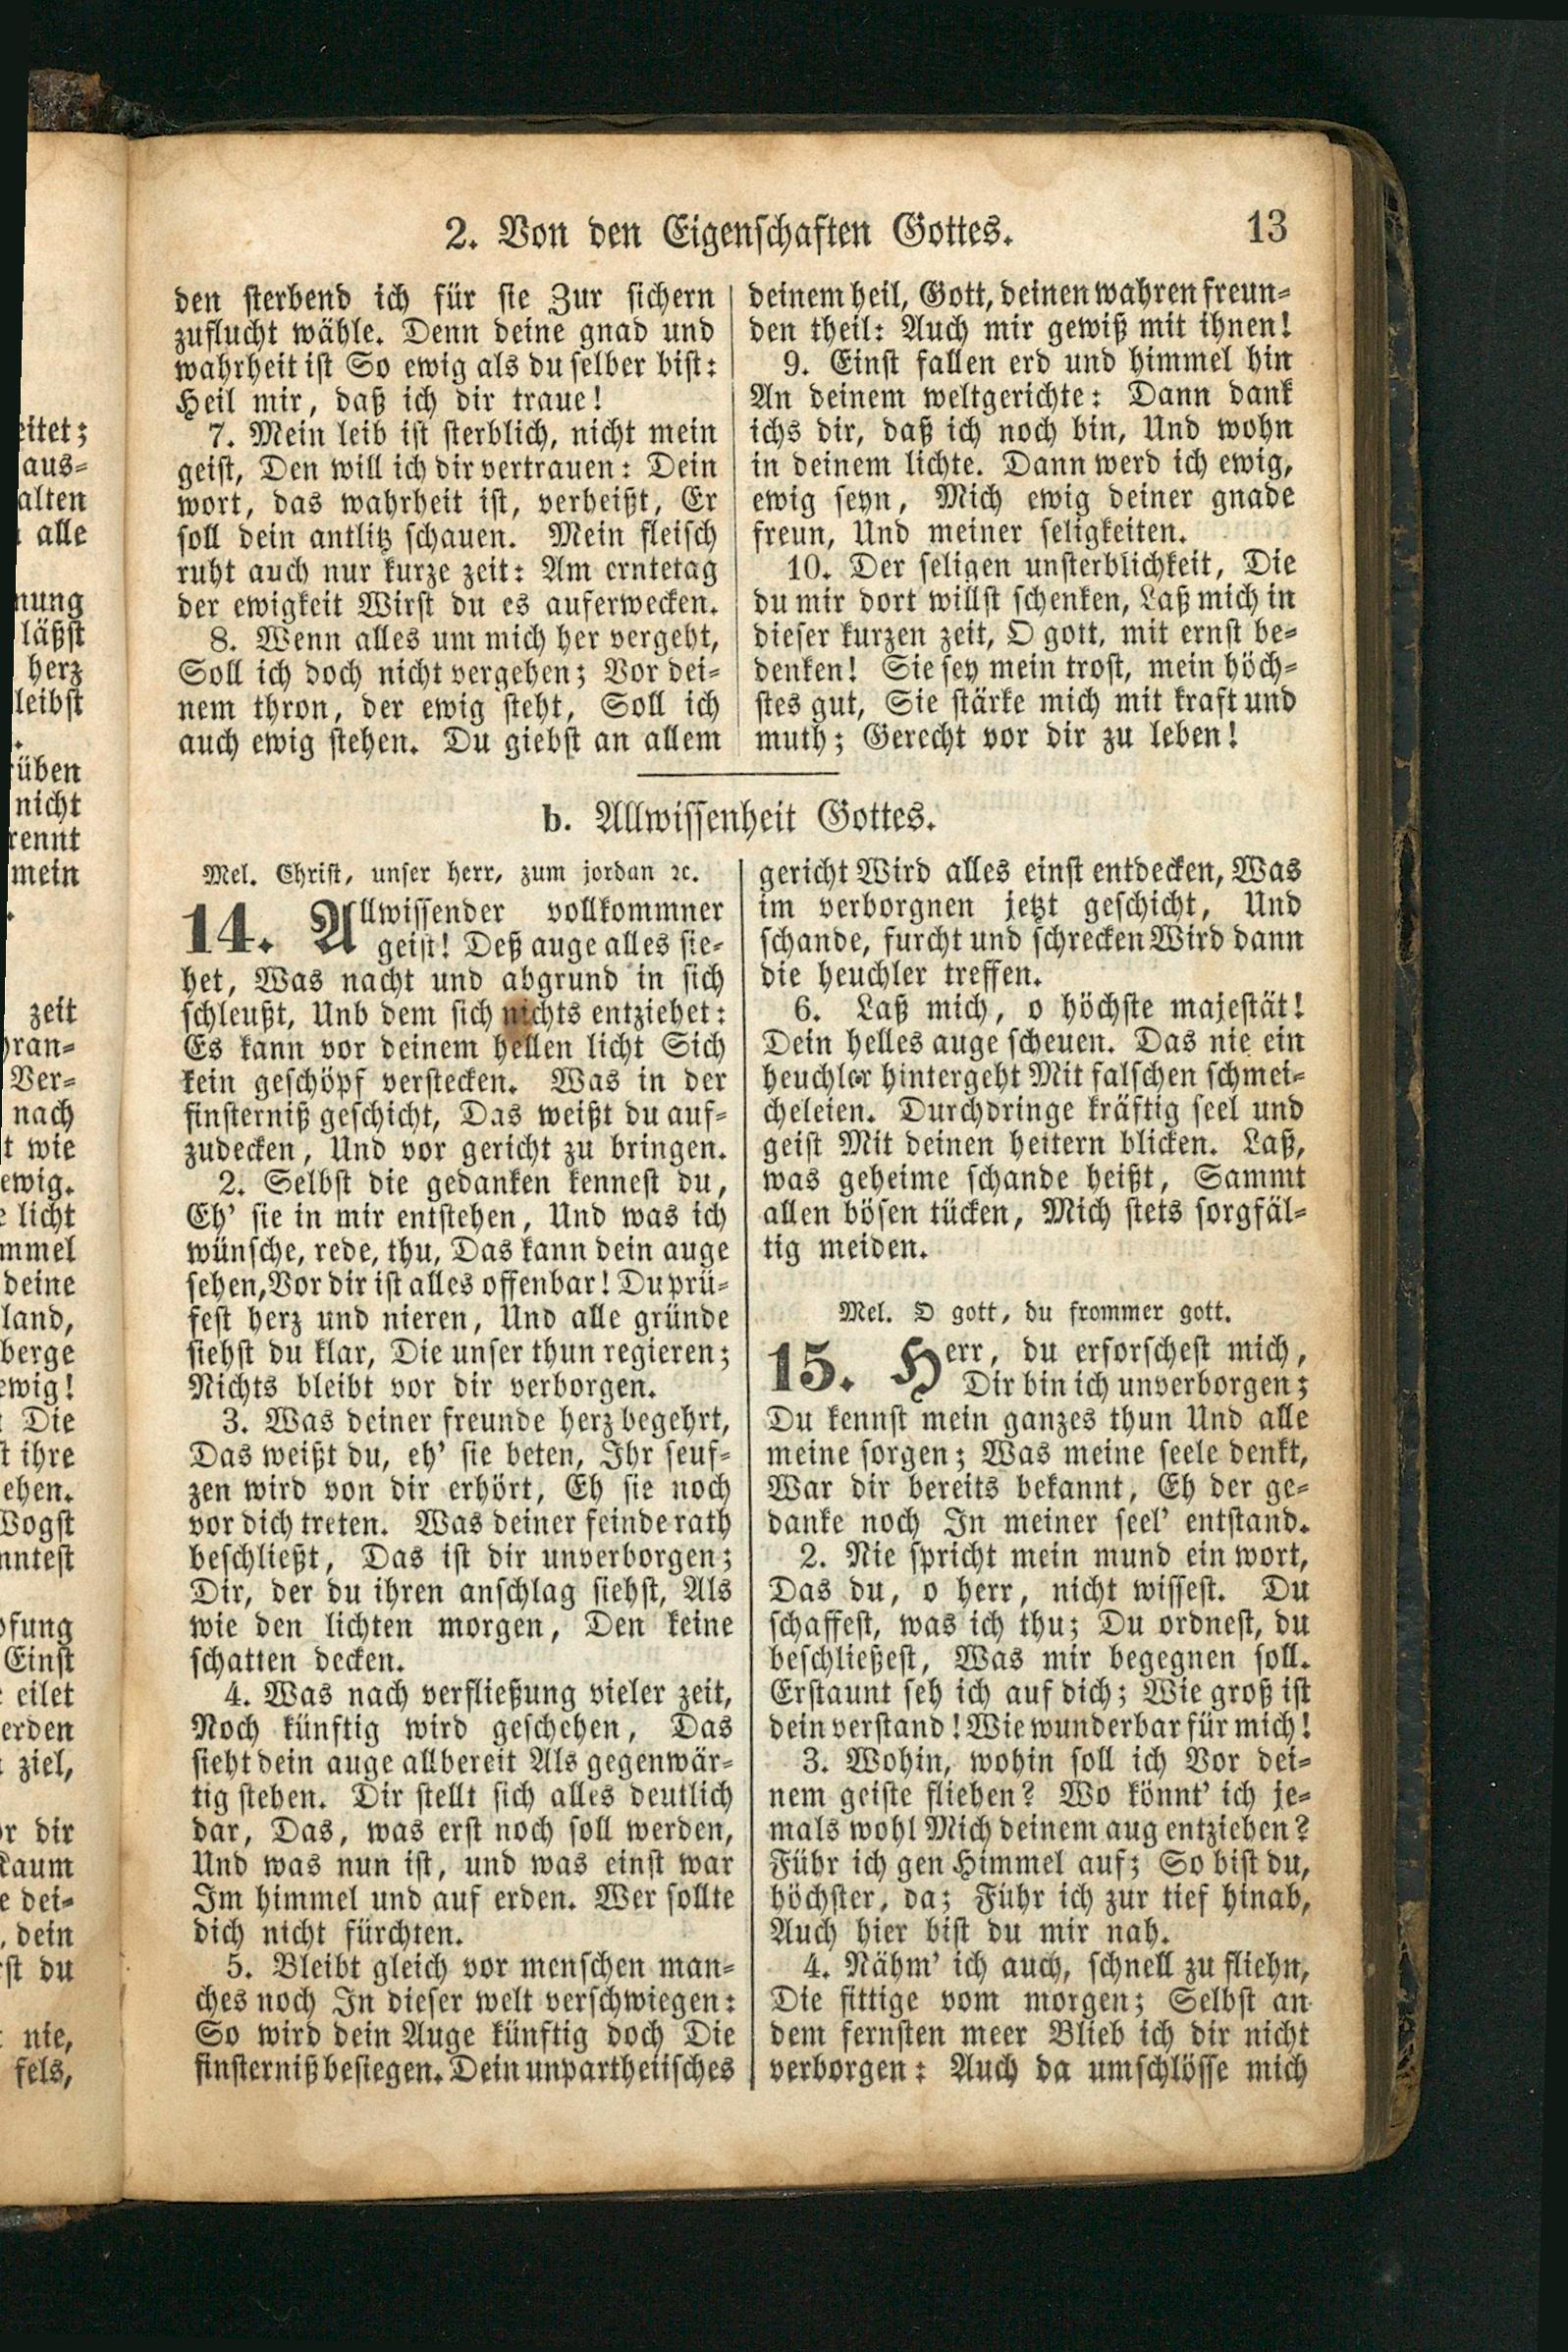 2. Von den Eigenschaften Gottes.
13
den sterbend ich für sie Zur sichern
zuflucht wähle. Denn deine gnad und
wahrheit ist So ewig als du selber bist:
Heil mir, daß ich dir traue!
7. Mein leib ist sterblich, nicht mein
geist, Den will ich dir vertrauen: Dein
wort, das wahrheit ist, verheißt, Er
soll dein antlitz schauen. Mein fleisch
ruht auch nur kurze zeit: Am erntetag
der ewigkeit Wirst du es auferwecken.
8. Wenn alles um mich her vergeht,
Soll ich doch nicht vergehen; Vor dei-
nem thron, der ewig steht, Soll ich
auch ewig stehen. Du giebst an allem
deinem heil, Gott, deinen wahren freun-
den theil: Auch mir gewiß mit ihnen!
9. Einst fallen erd und himmel hin
An deinem weltgerichte: Dann dank
ichs dir, daß ich noch bin, Und wohn
in deinem lichte. Dann werd ich ewig,
ewig seyn, Mich ewig deiner gnade
freun, Und meiner seligkeiten.
10. Der seligen unsterblichkeit, Die
du mir dort willst schenken, Laß mich in
dieser kurzen zeit, O gott, mit ernst be-
denken! Sie sey mein trost, mein höch-
stes gut, Sie stärke mich mit kraft und
muth; Gerecht vor dir zu leben!
b. Allwissenheit Gottes.
Mel. Christ, unser herr, zum jordan ꝛc.
14. Allwissender vollkommner
geist! Deß auge alles sie-
het, Was nacht und abgrund in sich
schleußt, Unb dem sich nichts entziehet:
Es kann vor deinem hellen licht Sich
kein geschöpf verstecken. Was in der
finsterniß geschicht, Das weißt du auf-
zudecken, Und vor gericht zu bringen.
2. Selbst die gedanken kennest du,
Eh' sie in mir entstehen, Und was ich
wünsche, rede, thu, Das kann dein auge
sehen, Vor dir ist alles offenbar! Du prü-
fest herz und nieren, Und alle gründe
siehst du klar, Die unser thun regieren;
Nichts bleibt vor dir verborgen.
3. Was deiner freunde herz begehrt,
Das weißt du, eh' sie beten, Ihr seuf-
zen wird von dir erhört, Eh sie noch
vor dich treten. Was deiner feinde rath
beschließt, Das ist dir unverborgen;
Dir, der du ihren anschlag siehst, Als
wie den lichten morgen, Den keine
schatten decken.
4. Was nach verfließung vieler zeit,
Noch künftig wird geschehen, Das
sieht dein auge allbereit Als gegenwär-
tig stehen. Dir stellt sich alles deutlich
dar, Das, was erst noch soll werden,
Und was nun ist, und was einst war
Im himmel und auf erden. Wer sollte
dich nicht fürchten.
5. Bleibt gleich vor menschen man-
ches noch In dieser welt verschwiegen:
So wird dein Auge künftig doch Die
finsterniß besiegen. Dein unpartheiisches
gericht Wird alles einst entdecken, Was
im verborgnen jetzt geschicht, Und
schande, furcht und schrecken Wird dann
die heuchler treffen.
6. Laß mich, o höchste majestät!
Dein helles auge scheuen. Das nie ein
heuchler hintergeht Mit falschen schmei-
cheleien. Durchdringe kräftig seel und
geist Mit deinen heitern blicken. Laß,
was geheime schande heißt, Sammt
allen bösen tücken, Mich stets sorgfäl-
tig meiden.
Mel. O gott, du frommer gott.
15. Herr, du erforschest mich,
Dir bin ich unverborgen;
Du kennst mein ganzes thun Und alle
meine sorgen; Was meine seele denkt,
War dir bereits bekannt, Eh der ge-
danke noch In meiner seel' entstand.
2. Nie spricht mein mund ein wort,
Das du, o herr, nicht wissest. Du
schaffest, was ich thu; Du ordnest, du
beschließest, Was mir begegnen soll.
Erstaunt seh ich auf dich; Wie groß ist
dein verstand! Wie wunderbar für mich!
3. Wohin, wohin soll ich Vor dei-
nem geiste fliehen? Wo könnt' ich je-
mals wohl Mich deinem aug entziehen?
Führ ich gen Himmel auf; So bist du,
höchster, da; Führ ich zur tief hinab,
Auch hier bist du mir nah.
4. Nähm' ich auch, schnell zu fliehn,
Die fittige vom morgen; Selbst an
dem fernsten meer Blieb ich dir nicht
verborgen: Auch da umschlösse mich